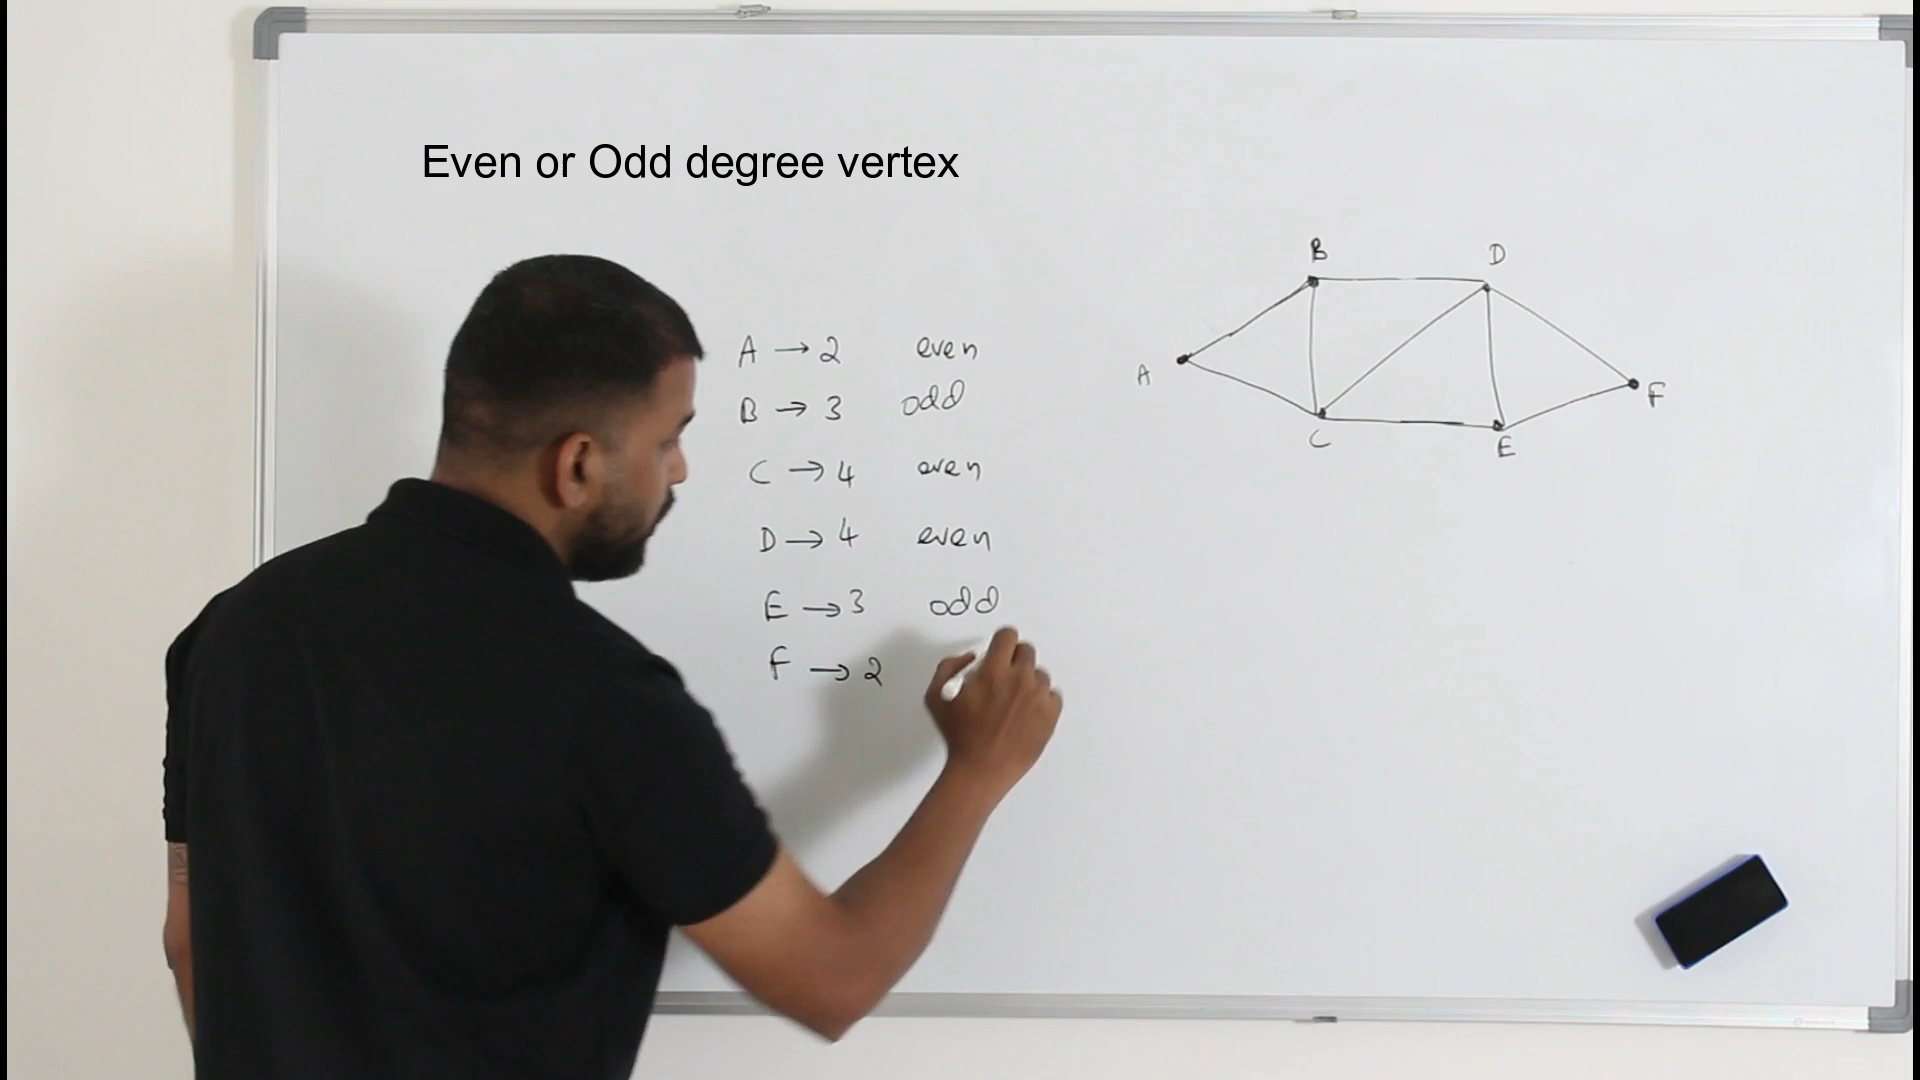 Even or Odd degree vertex
A → 2 even
B → 3 odd
C → 4 even
D → 4 even
E → 3 odd
F → 2
B D
A F
C E